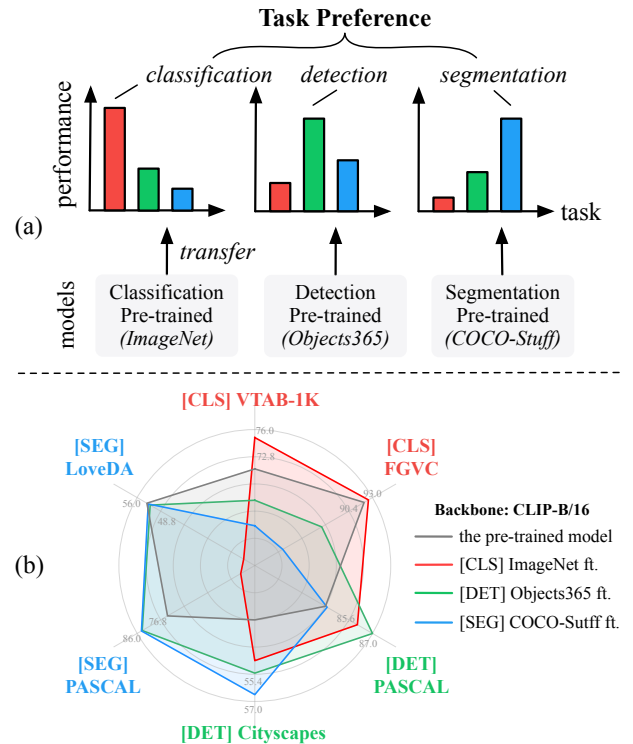 Task Preference
classification
detection
segmentation
performance
task
(a)
transfer
models
Classification
Pre-trained
(ImageNet)
Detection
Pre-trained
(Objects365)
Segmentation
Pre-trained
(COCO-Stuff)
[CLS] VTAB-1K
76.0
72.8
[SEG]
LoveDA
[CLS]
FGVC
93.0
90.4
56.0
48.8
Backbone: CLIP-B/16
the pre-trained model
[CLS] ImageNet ft.
[DET] Objects365 ft.
[SEG] COCO-Sutff ft.
(b)
76.8
86.0
85.6
87.0
[SEG]
PASCAL
[DET]
PASCAL
55.4
57.0
[DET] Cityscapes